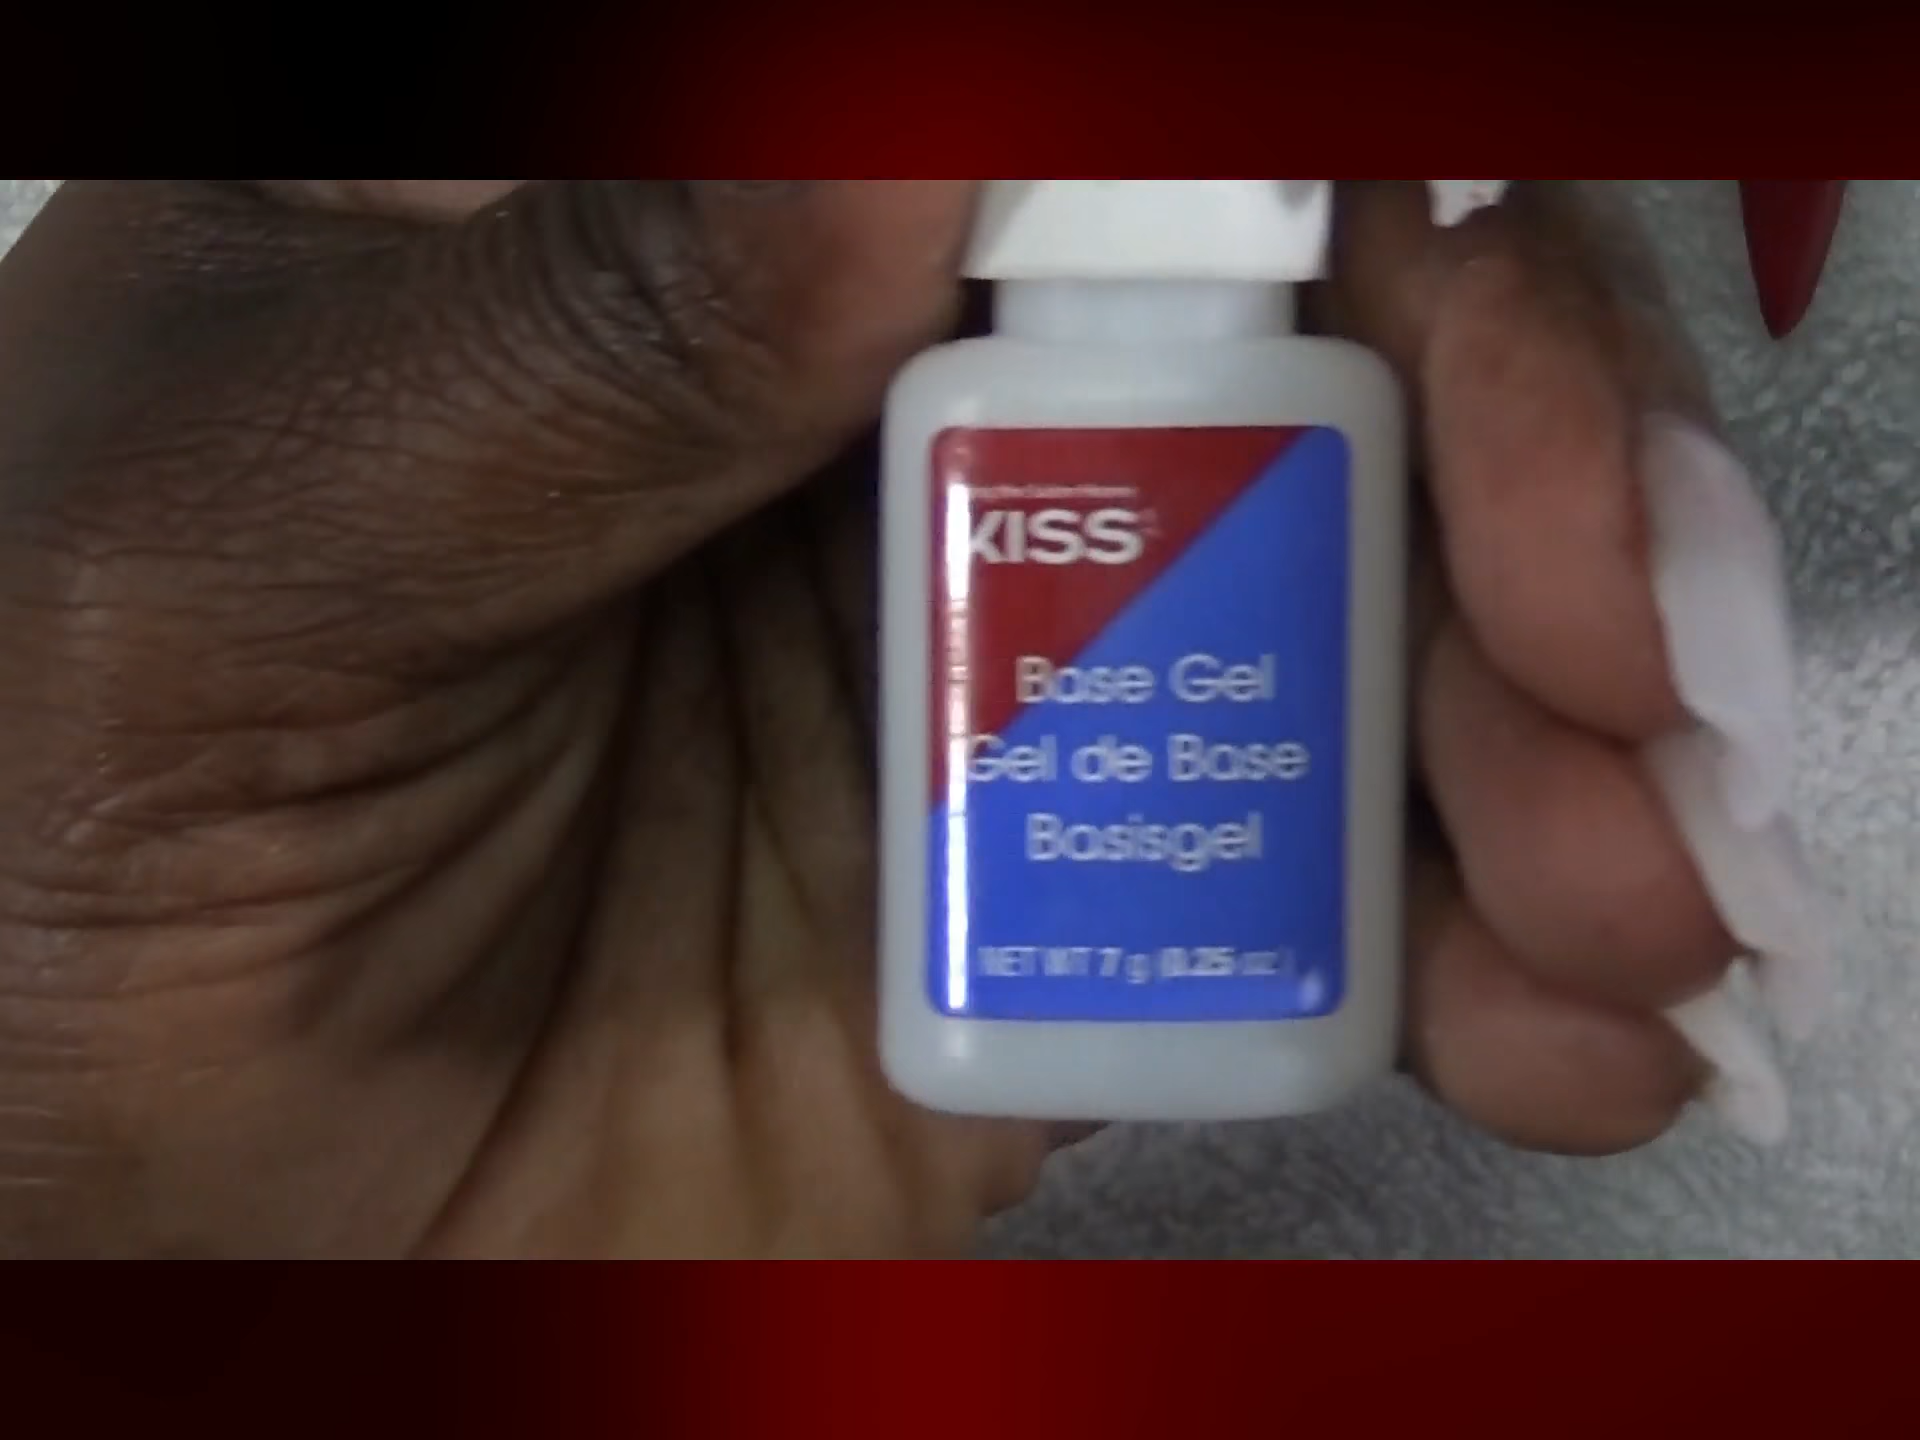 KISS
Base Gel
Gel de Base
Basisgel
NET WT 7 g (0.25 oz.)